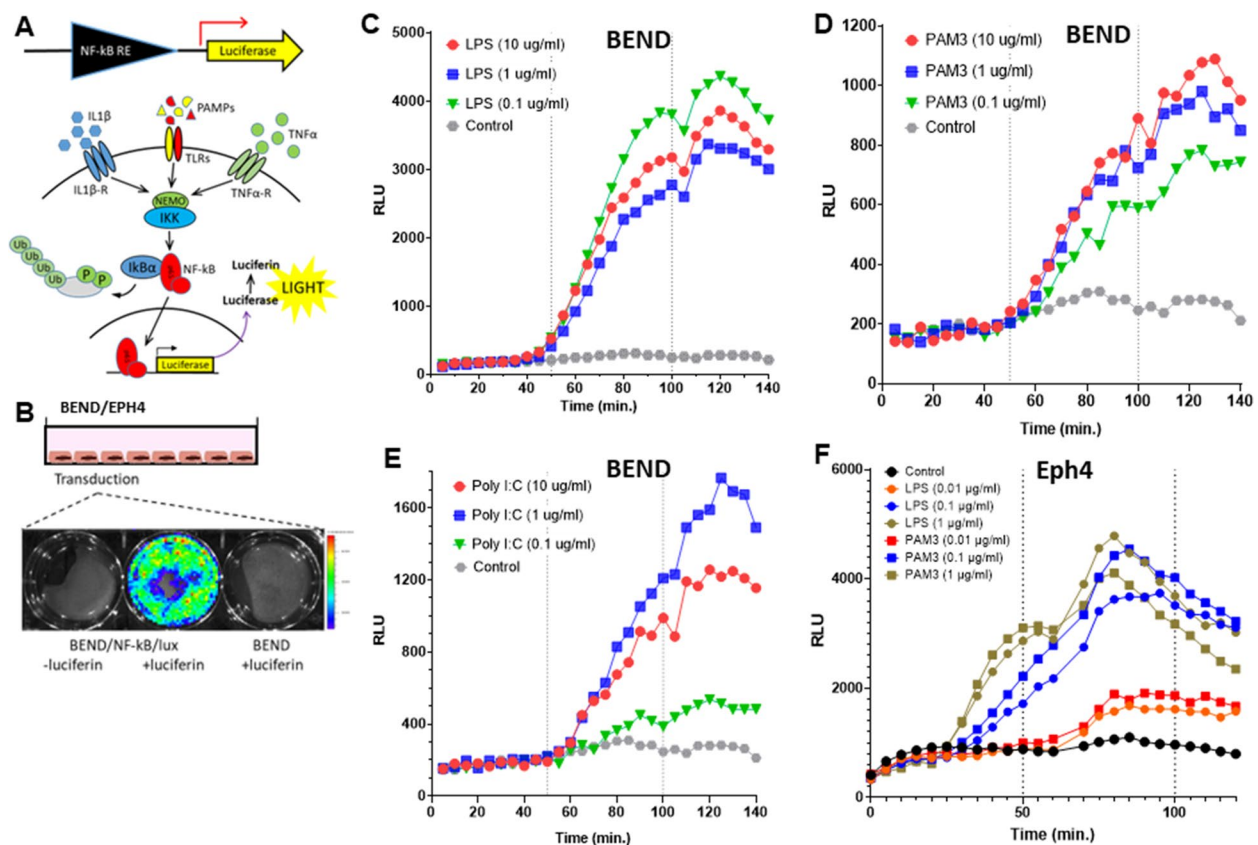 A
NF-kB RE
Luciferase
IL1β
PAMPs
TNFα
TLRs
IL1β-R
TNFα-R
NEMO
IKK
Ub
Ub
Ub
Ub
P
P
IkBα
NF-kB
Luciferin
LIGHT
Luciferase
Luciferase
B
BEND/EPH4
Transduction
BEND/NF-kB/lux
BEND
-luciferin
+luciferin
+luciferin
C
BEND
LPS (10 ug/ml)
LPS (1 ug/ml)
LPS (0.1 ug/ml)
Control
5000
4000
3000
2000
1000
0
RLU
0 20 40 60 80 100 120 140
Time (min.)
D
BEND
PAM3 (10 ug/ml)
PAM3 (1 ug/ml)
PAM3 (0.1 ug/ml)
Control
1200
1000
800
600
400
200
0
RLU
0 20 40 60 80 100 120 140
Time (min.)
E
BEND
Poly I:C (10 ug/ml)
Poly I:C (1 ug/ml)
Poly I:C (0.1 ug/ml)
Control
1600
1200
800
400
0
RLU
0 20 40 60 80 100 120 140
Time (min.)
F
Eph4
Control
LPS (0.01 µg/ml)
LPS (0.1 µg/ml)
LPS (1 µg/ml)
PAM3 (0.01 µg/ml)
PAM3 (0.1 µg/ml)
PAM3 (1 µg/ml)
6000
4000
2000
0
RLU
0 50 100
Time (min.)